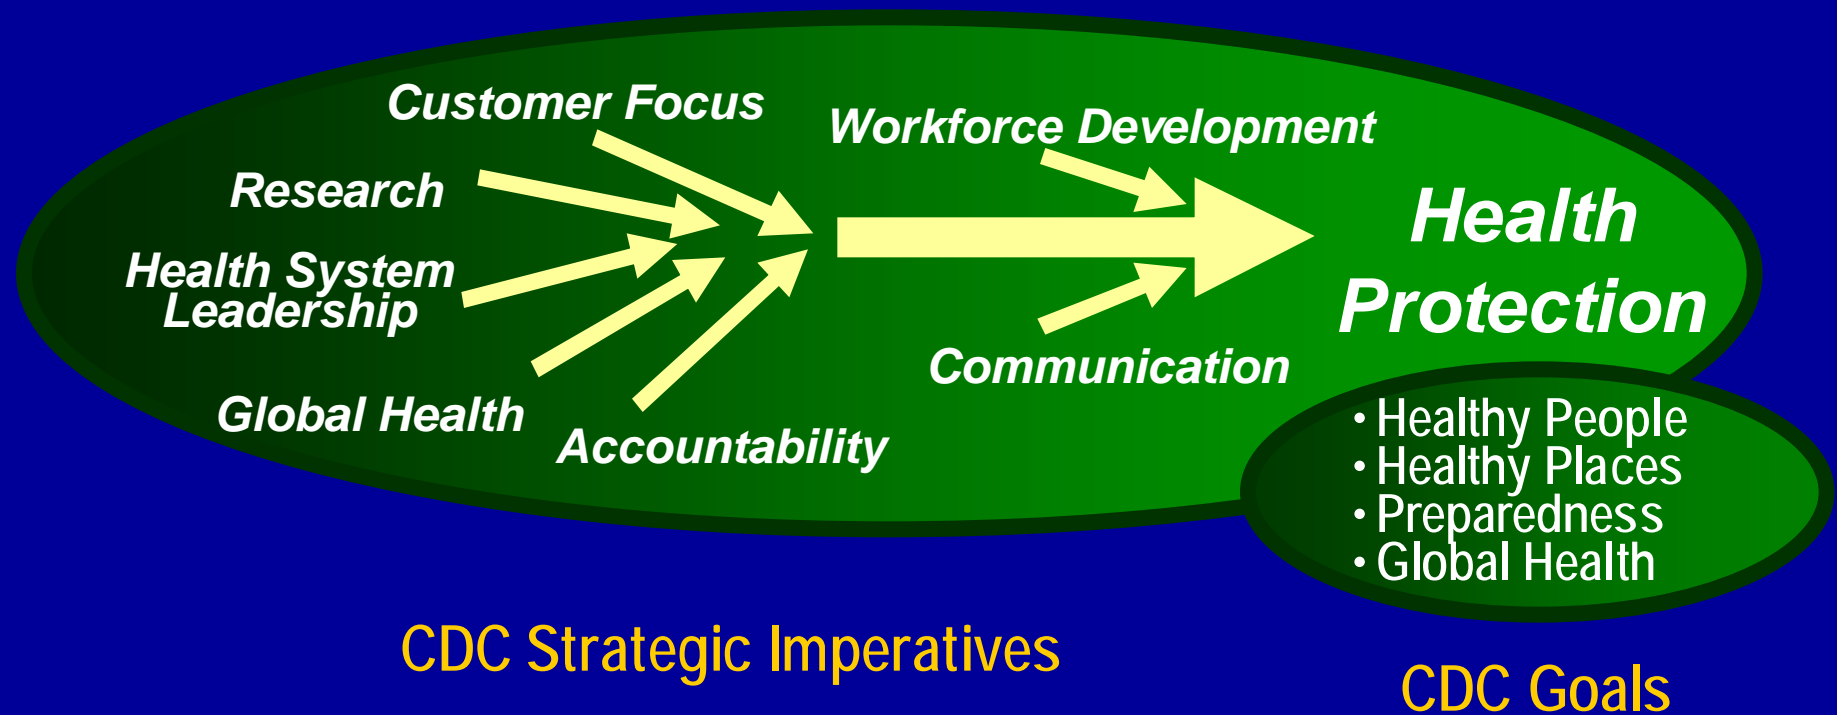 Customer Focus
Workforce Development
Research
Health
Protection
Health System
Leadership
Communication
Global Health
Accountability
• Healthy People
• Healthy Places
• Preparedness
• Global Health
CDC Strategic Imperatives
CDC Goals